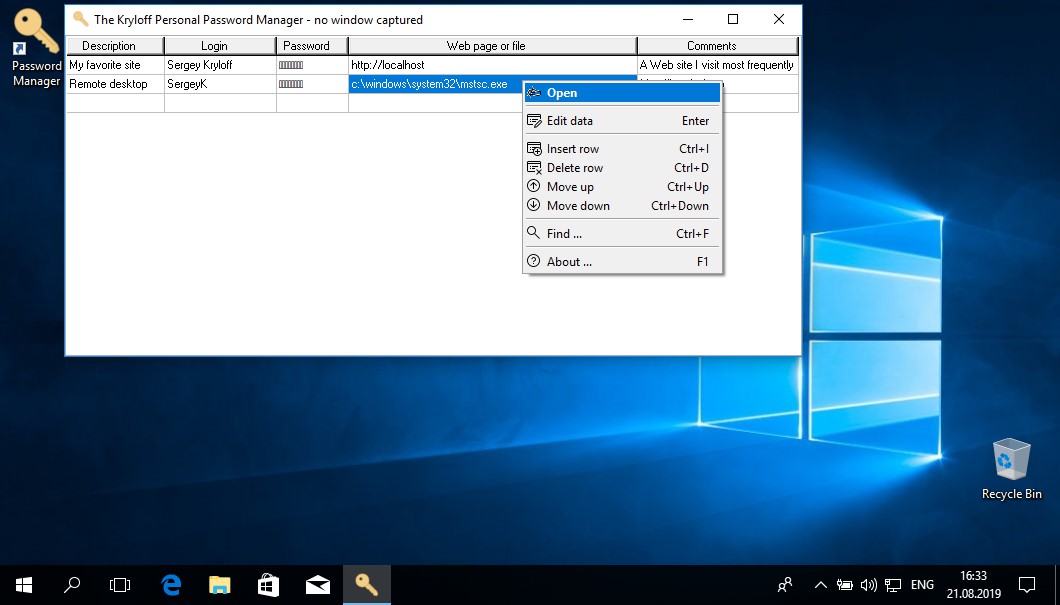 The Kryloff Personal Password Manager - no window captured
Password
Manager
Description Login Password Web page or file Comments
My favorite site Sergey Kryloff http://localhost A Web site I visit most frequently
Remote desktop SergeyK c:\windows\system32\mstsc.exe
Open
Edit data Enter
Insert row Ctrl+I
Delete row Ctrl+D
Move up Ctrl+Up
Move down Ctrl+Down
Find ... Ctrl+F
About ... F1
Recycle Bin
ENG
16:33
21.08.2019